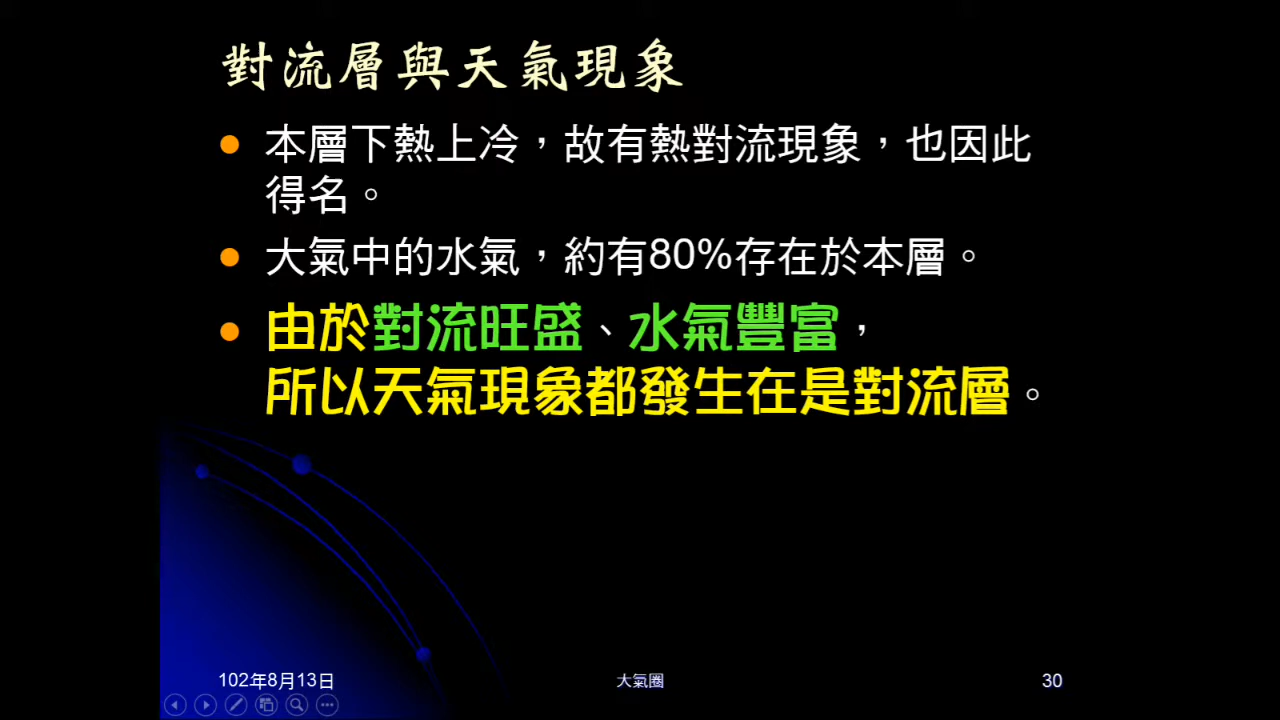 對流層與天氣現象
本層下熱上冷，故有熱對流現象，也因此
得名。
大氣中的水氣，約有80%存在於本層。
由於對流旺盛、水氣豐富，
所以天氣現象都發生在是對流層。
102年8月13日
大氣圈
30